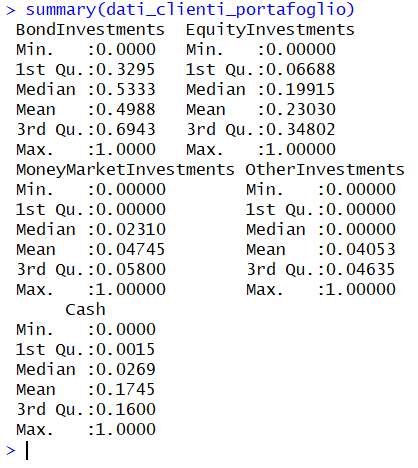 > summary(dati_clienti_portafoglio)
 BondInvestments  EquityInvestments
 Min.   :0.0000   Min.   :0.00000
 1st Qu.:0.3295   1st Qu.:0.06688
 Median :0.5333   Median :0.19915
 Mean   :0.4988   Mean   :0.23030
 3rd Qu.:0.6943   3rd Qu.:0.34802
 Max.   :1.0000   Max.   :1.00000
 MoneyMarketInvestments OtherInvestments
 Min.   :0.00000        Min.   :0.00000
 1st Qu.:0.00000        1st Qu.:0.00000
 Median :0.02310        Median :0.00000
 Mean   :0.04745        Mean   :0.04053
 3rd Qu.:0.05800        3rd Qu.:0.04635
 Max.   :1.00000        Max.   :1.00000
      Cash
 Min.   :0.0000
 1st Qu.:0.0015
 Median :0.0269
 Mean   :0.1745
 3rd Qu.:0.1600
 Max.   :1.0000
>